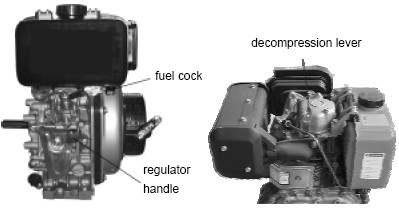 decompression lever
fuel cock
regulator
handle